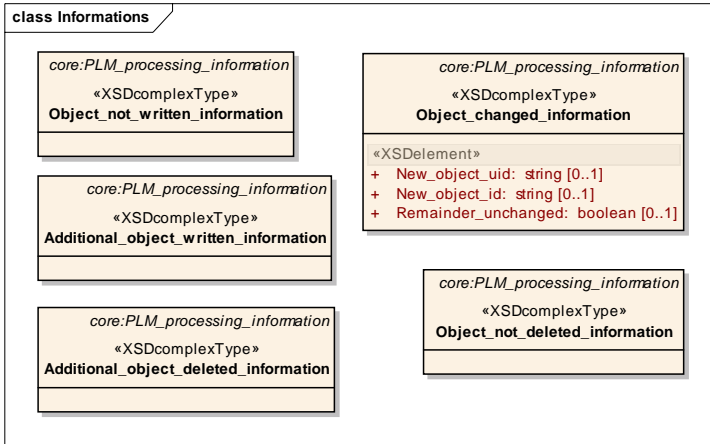 class Informations
core:PLM_processing_information
«XSDcomplexType»
Object_not_written_information
core:PLM_processing_information
«XSDcomplexType»
Object_changed_information
«XSDelement»
+ New_object_uid: string [0..1]
+ New_object_id: string [0..1]
+ Remainder_unchanged: boolean [0..1]
core:PLM_processing_information
«XSDcomplexType»
Additional_object_written_information
core:PLM_processing_information
«XSDcomplexType»
Object_not_deleted_information
core:PLM_processing_information
«XSDcomplexType»
Additional_object_deleted_information